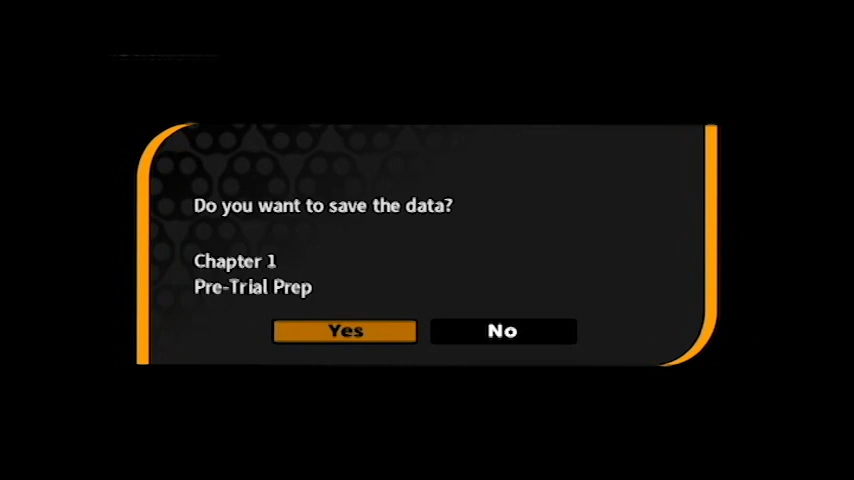 Do you want to save the data?
Chapter 1
Pre-Trial Prep
Yes
No